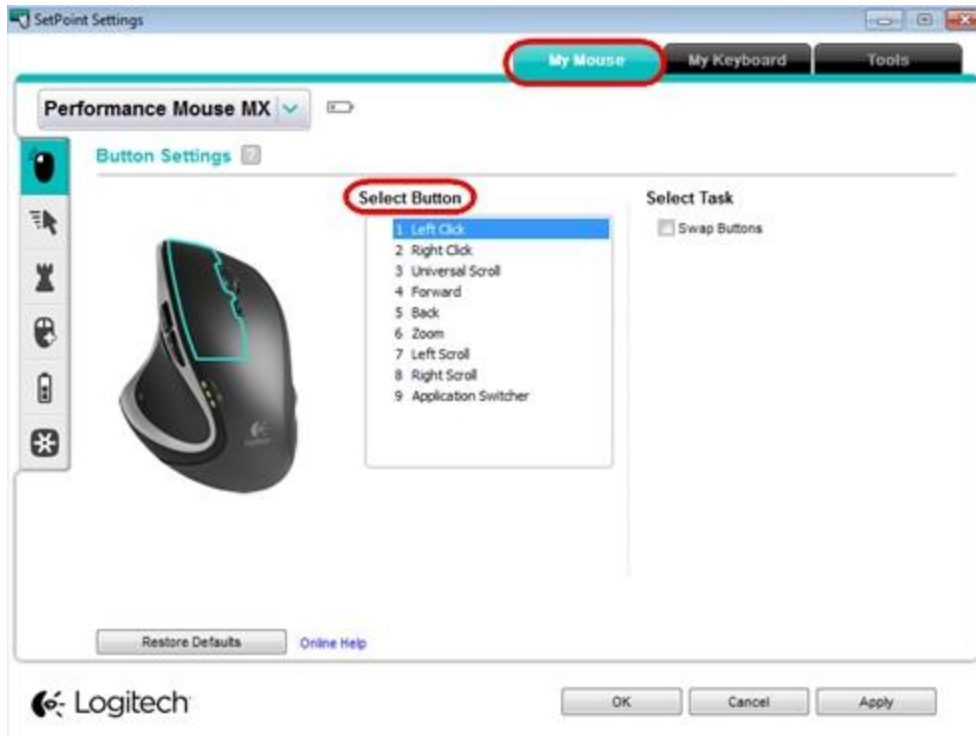 SetPoint Settings
My Mouse
My Keyboard
Tools
Performance Mouse MX
Button Settings ?
Select Button
Select Task
1 Left Click
2 Right Click
3 Universal Scroll
4 Forward
5 Back
6 Zoom
7 Left Scroll
8 Right Scroll
9 Application Switcher
Swap Buttons
Restore Defaults
Online Help
Logitech
OK
Cancel
Apply